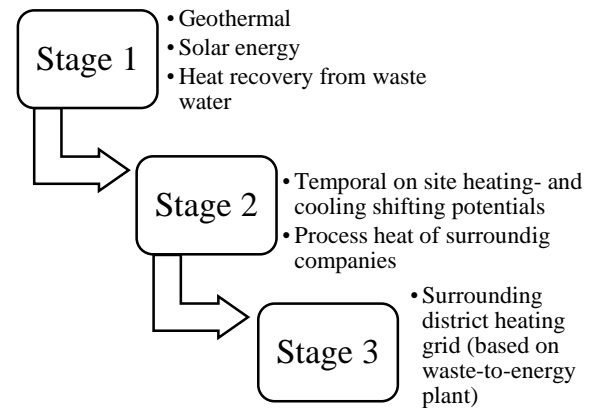 Stage 1
• Geothermal
• Solar energy
• Heat recovery from waste
water
Stage 2
• Temporal on site heating- and
cooling shifting potentials
• Process heat of surroundig
companies
Stage 3
• Surrounding
district heating
grid (based on
waste-to-energy
plant)